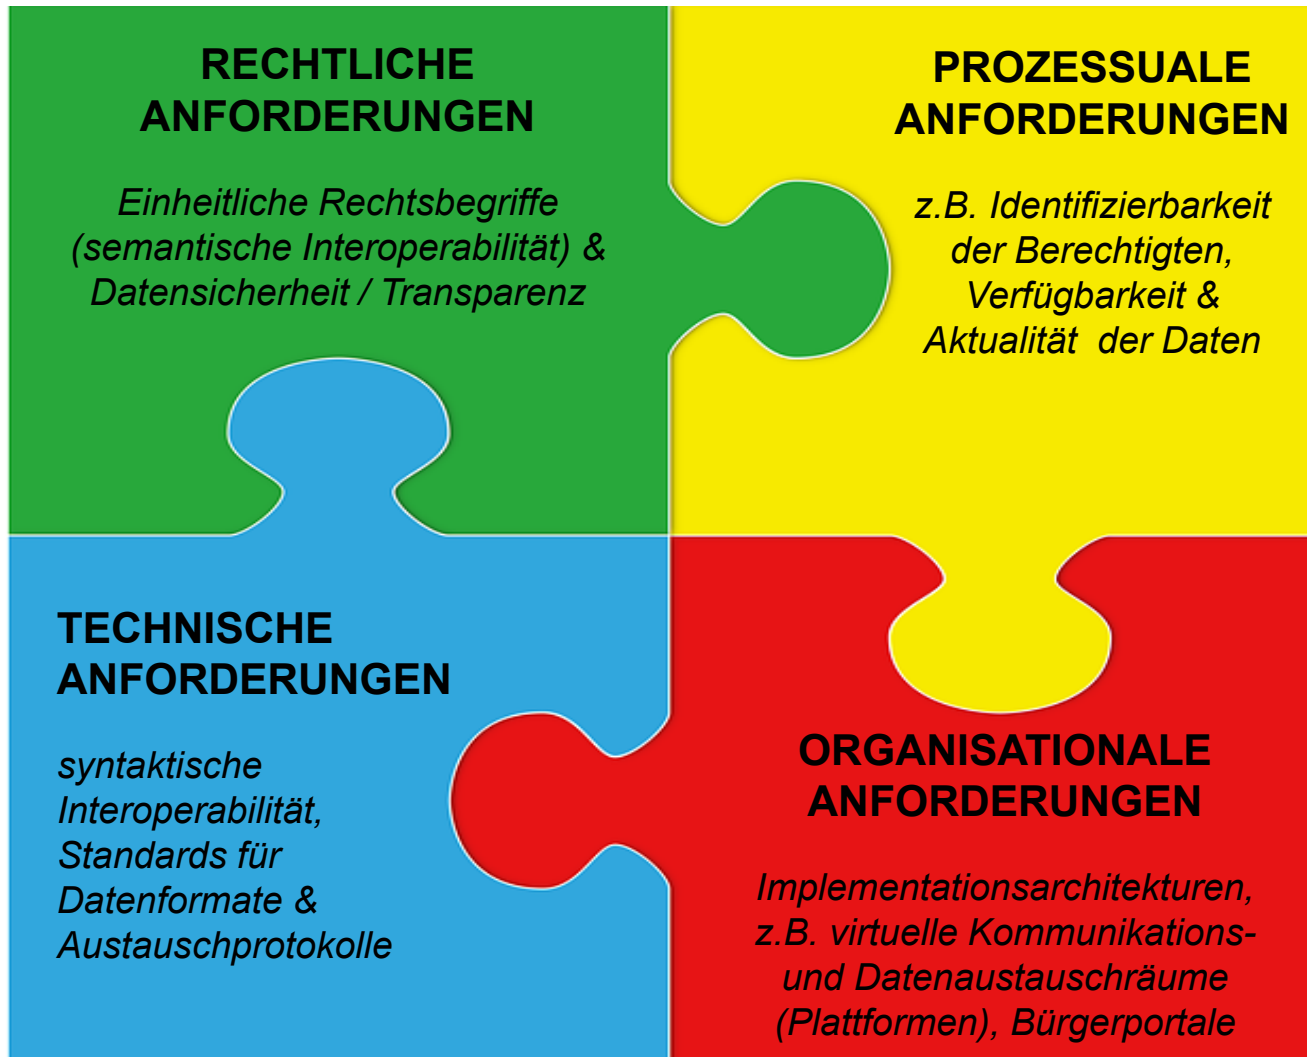 RECHTLICHE
ANFORDERUNGEN
Einheitliche Rechtsbegriffe
(semantische Interoperabilität) &
Datensicherheit / Transparenz
PROZESSUALE
ANFORDERUNGEN
z.B. Identifizierbarkeit
der Berechtigten,
Verfügbarkeit &
Aktualität der Daten
TECHNISCHE
ANFORDERUNGEN
syntaktische
Interoperabilität,
Standards für
Datenformate &
Austauschprotokolle
ORGANISATIONALE
ANFORDERUNGEN
Implementationsarchitekturen,
z.B. virtuelle Kommunikations-
und Datenaustauschräume
(Plattformen), Bürgerportale